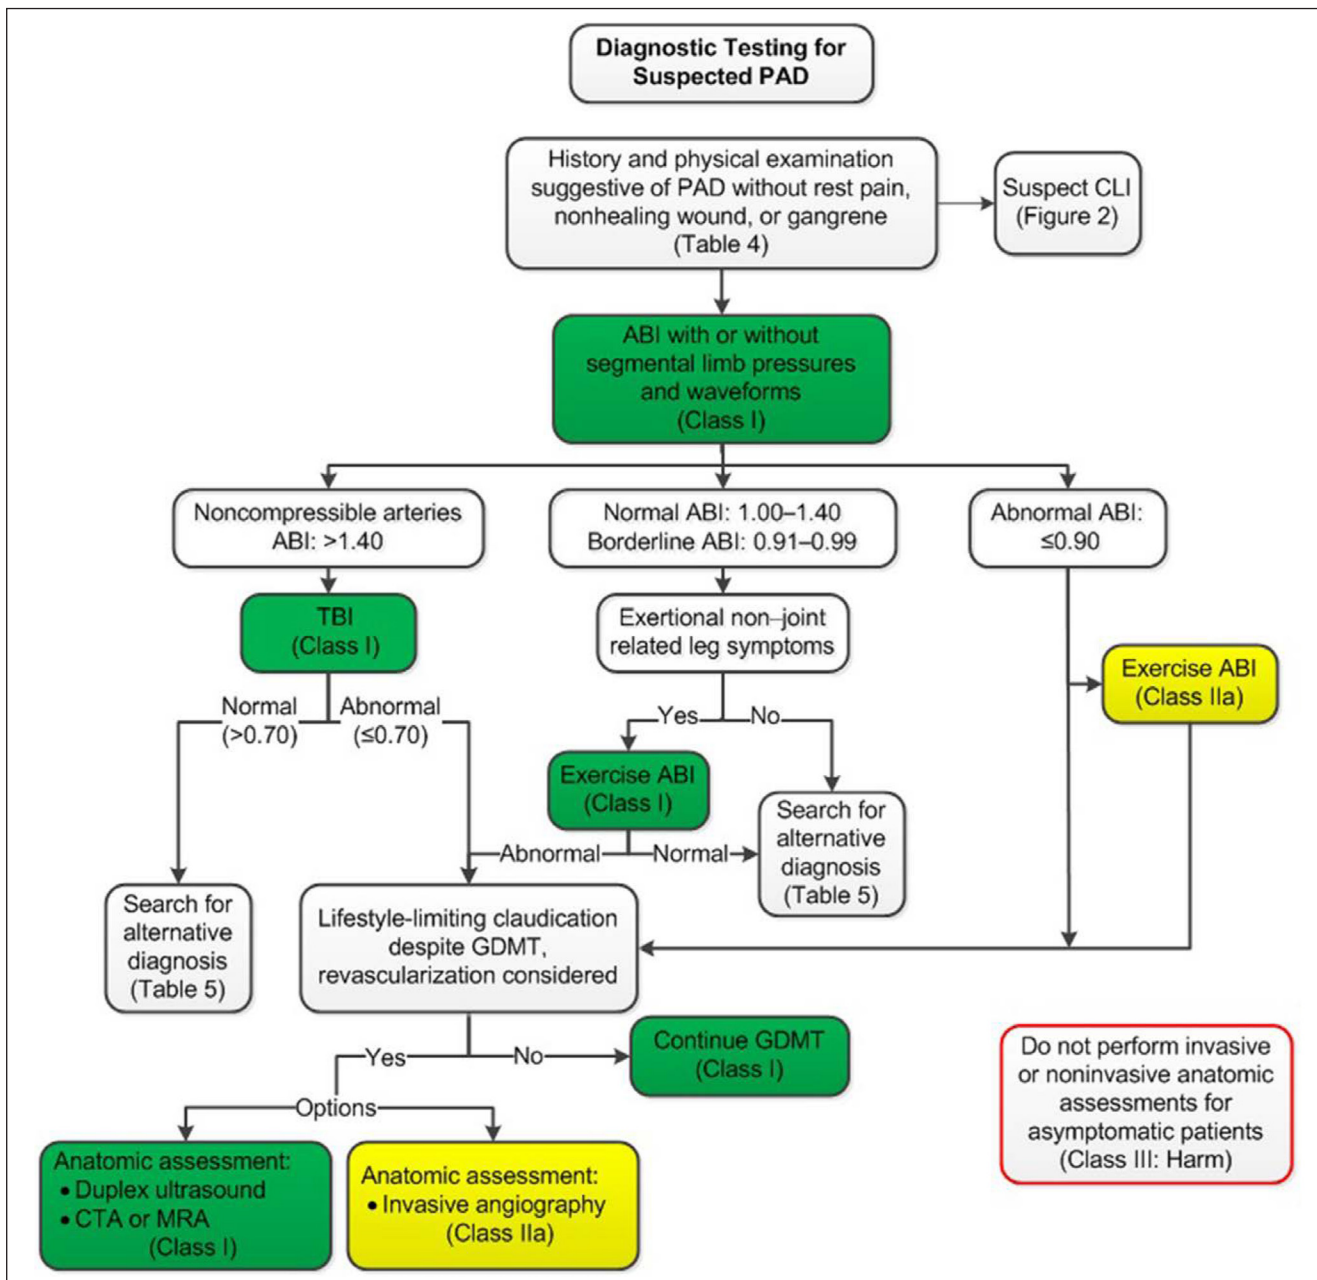 Diagnostic Testing for
Suspected PAD
History and physical examination
suggestive of PAD without rest pain,
nonhealing wound, or gangrene
(Table 4)
Suspect CLI
(Figure 2)
ABI with or without
segmental limb pressures
and waveforms
(Class I)
Noncompressible arteries
ABI: >1.40
Normal ABI: 1.00–1.40
Borderline ABI: 0.91–0.99
Abnormal ABI:
≤0.90
TBI
(Class I)
Exertional non–joint
related leg symptoms
Exercise ABI
(Class IIa)
Normal
(>0.70)
Abnormal
(≤0.70)
Yes
No
Exercise ABI
(Class I)
Abnormal
Normal
Search for
alternative
diagnosis
(Table 5)
Search for
alternative
diagnosis
(Table 5)
Lifestyle-limiting claudication
despite GDMT,
revascularization considered
Yes
No
Continue GDMT
(Class I)
Do not perform invasive
or noninvasive anatomic
assessments for
asymptomatic patients
(Class III: Harm)
Options
Anatomic assessment:
• Duplex ultrasound
• CTA or MRA
(Class I)
Anatomic assessment:
• Invasive angiography
(Class IIa)